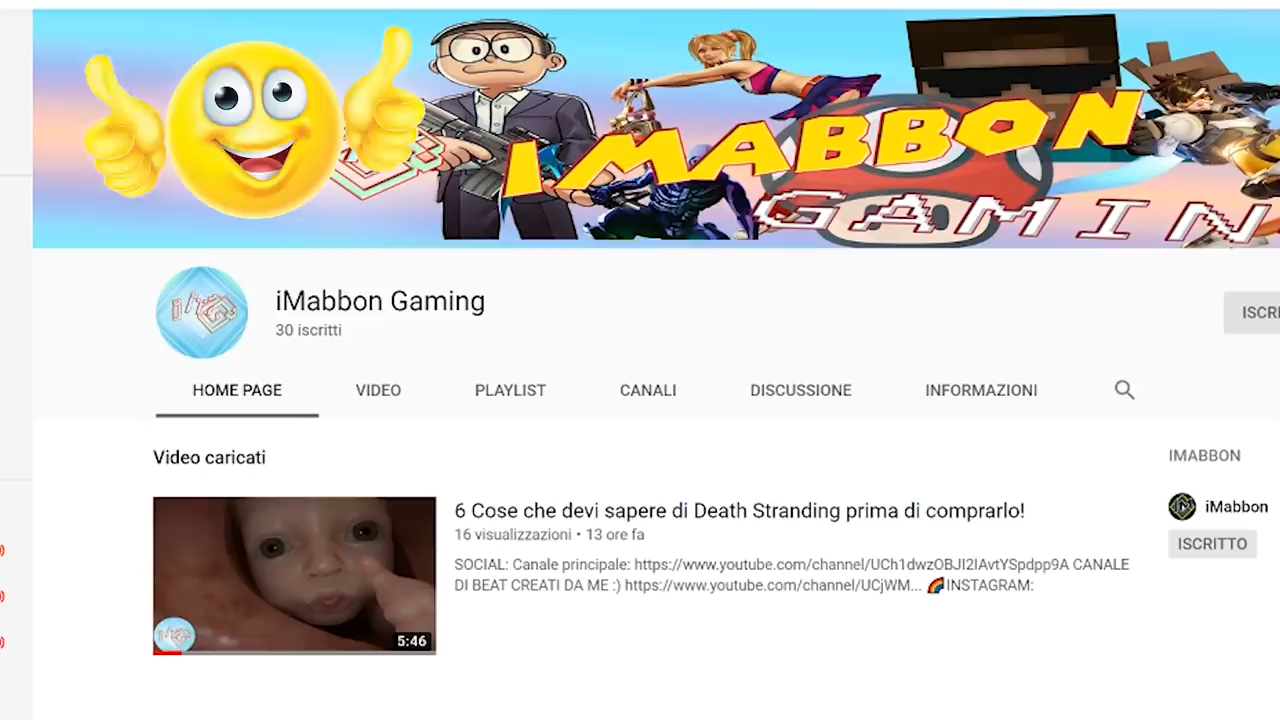 IMABBON
GAMIN
iMabbon Gaming
30 iscritti
ISCRI
HOME PAGE
VIDEO
PLAYLIST
CANALI
DISCUSSIONE
INFORMAZIONI
Video caricati
IMABBON
6 Cose che devi sapere di Death Stranding prima di comprarlo!
16 visualizzazioni • 13 ore fa
iMabbon
ISCRITTO
SOCIAL: Canale principale: https://www.youtube.com/channel/UCh1dwzOBJI2IAvtYSpdpp9A CANALE
DI BEAT CREATI DA ME :) https://www.youtube.com/channel/UCjWM... 🌈INSTAGRAM:
5:46